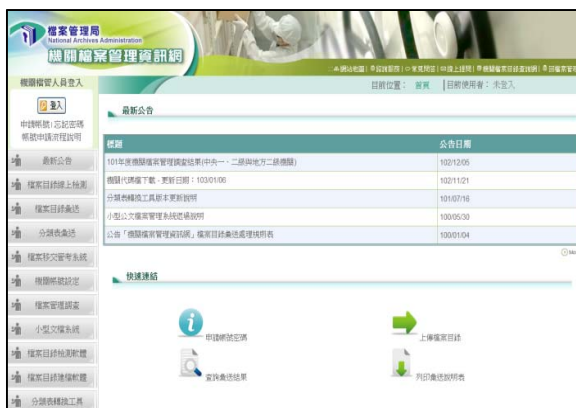 檔案管理局
National Archives Administration
機關檔案管理資訊網
目前位置： 首頁 | 目前使用者：未登入
機關檔管人員登入
登入
申請帳號|忘記密碼
帳號申請流程說明
最新公告
檔案目錄線上檢測
檔案目錄彙送
分類表彙送
檔案移交管考系統
機關帳號設定
檔案管理調查
小型文檔系統
檔案目錄檢測軟體
檔案目錄建檔軟體
分類表轉換工具
最新公告
標題 公告日期
101年度機關檔案管理調查結果(中央一、二級與地方二級機關) 102/12/05
機關代碼檔下載 - 更新日期：103/01/06 102/11/21
分類表轉換工具版本更新說明 101/07/16
小型公文檔案管理系統退場說明 100/05/30
公告「機關檔案管理資訊網」檔案目錄彙送處理說明表 100/01/04
快速連結
申請帳號密碼
上傳檔案目錄
查詢彙送結果
列印彙送說明表